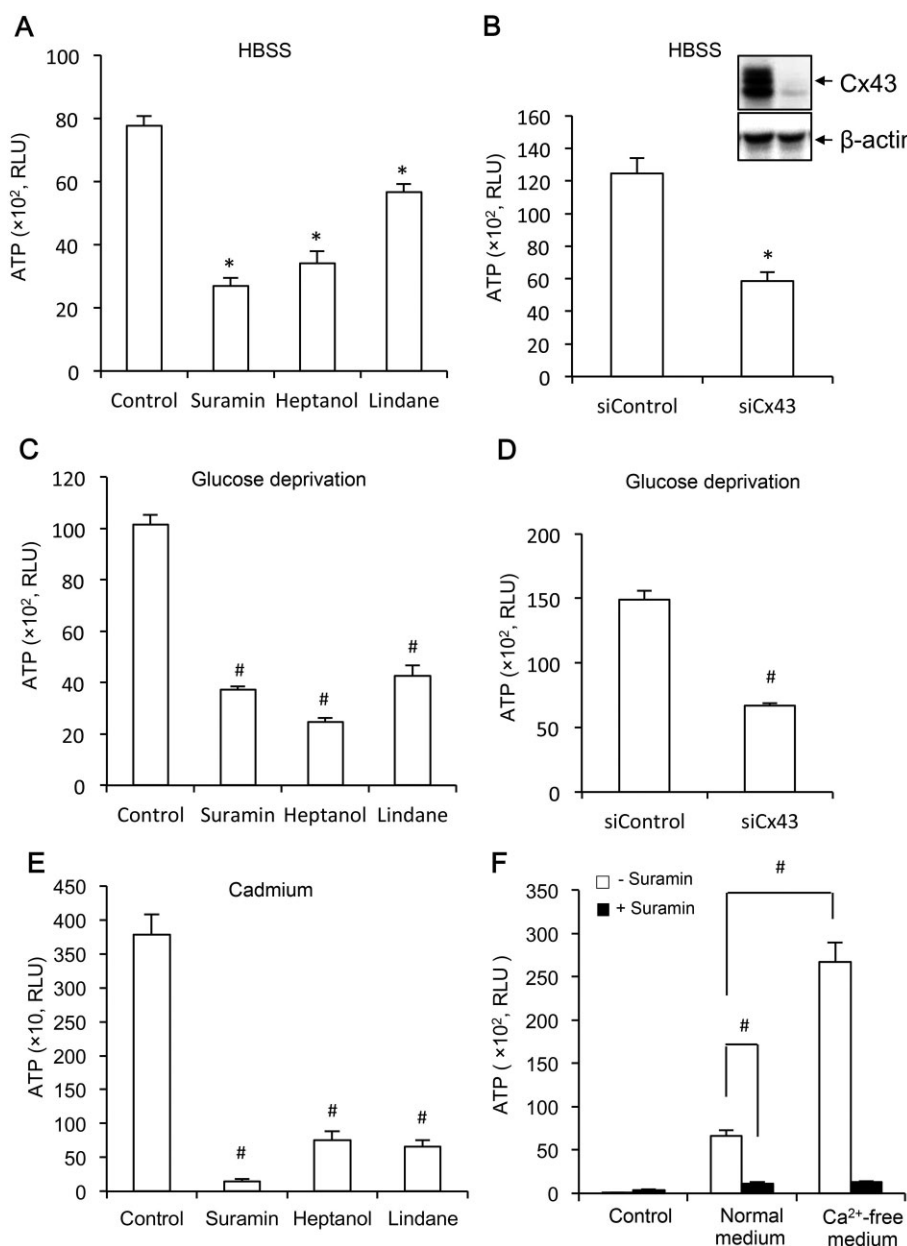 A
HBSS
ATP (×10², RLU)
100
80
60
40
20
0
*
*
*
Control Suramin Heptanol Lindane
B
HBSS
Cx43
β-actin
ATP (×10², RLU)
160
140
120
100
80
60
40
20
0
*
siControl siCx43
C
Glucose deprivation
ATP (×10², RLU)
120
100
80
60
40
20
0
#
#
#
Control Suramin Heptanol Lindane
D
Glucose deprivation
ATP (×10², RLU)
200
150
100
50
0
#
siControl siCx43
E
Cadmium
ATP (×10, RLU)
450
400
350
300
250
200
150
100
50
0
#
#
#
Control Suramin Heptanol Lindane
F
- Suramin
+ Suramin
ATP ( ×10², RLU )
350
300
250
200
150
100
50
0
#
#
Control Normal medium Ca²⁺-free medium